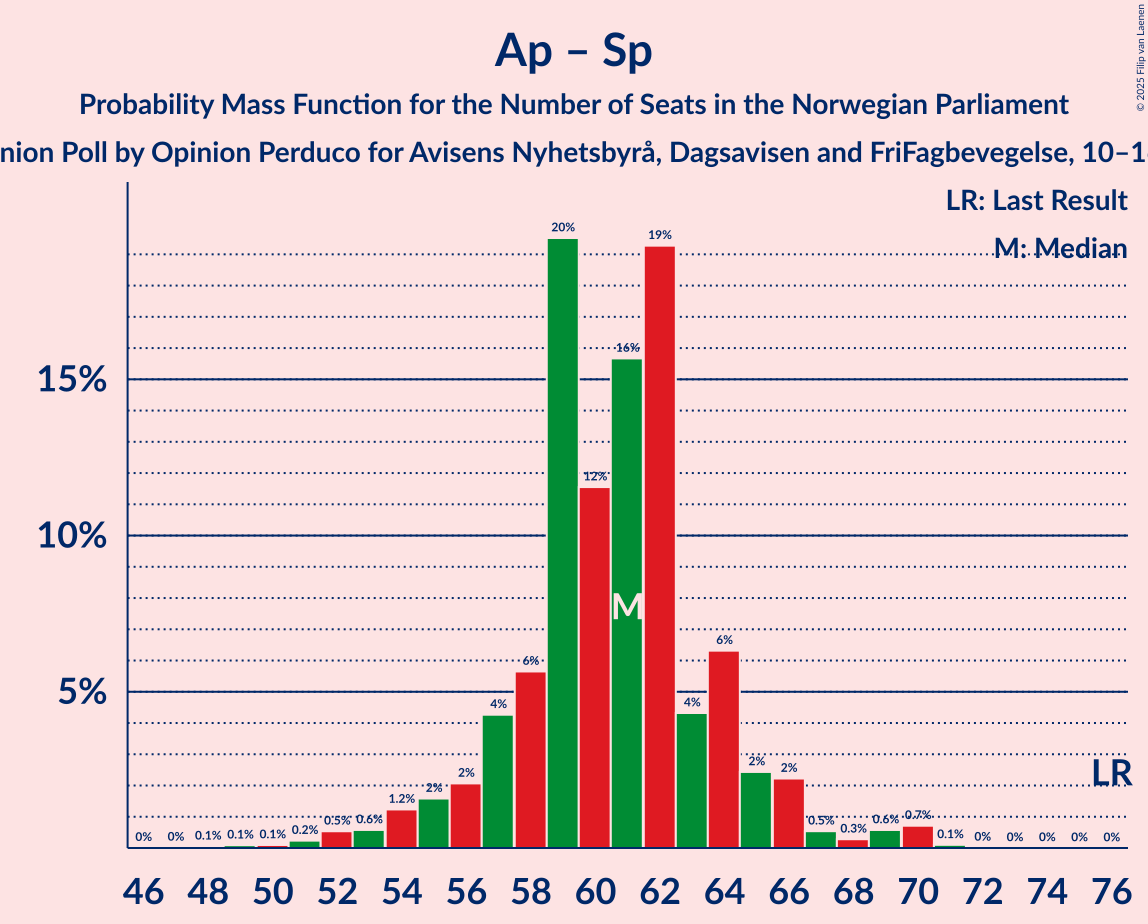 Ap – Sp
Probability Mass Function for the Number of Seats in the Norwegian Parliament
nion Poll by Opinion Perduco for Avisens Nyhetsbyrå, Dagsavisen and FriFagbevegelse, 10–1
© 2025 Filip van Laenen
LR: Last Result
M: Median
15%
10%
5%
0% 0% 0.1% 0.1% 0.1% 0.2% 0.5% 0.6% 1.2% 2% 2% 4% 6% 20% 12% 16% 19% 4% 6% 2% 2% 0.5% 0.3% 0.6% 0.7% 0.1% 0% 0% 0% 0% 0%
M
LR
46 48 50 52 54 56 58 60 62 64 66 68 70 72 74 76